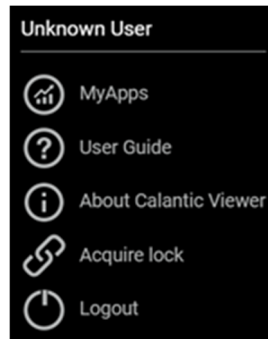 Unknown User
MyApps
User Guide
About Calantic Viewer
Acquire lock
Logout